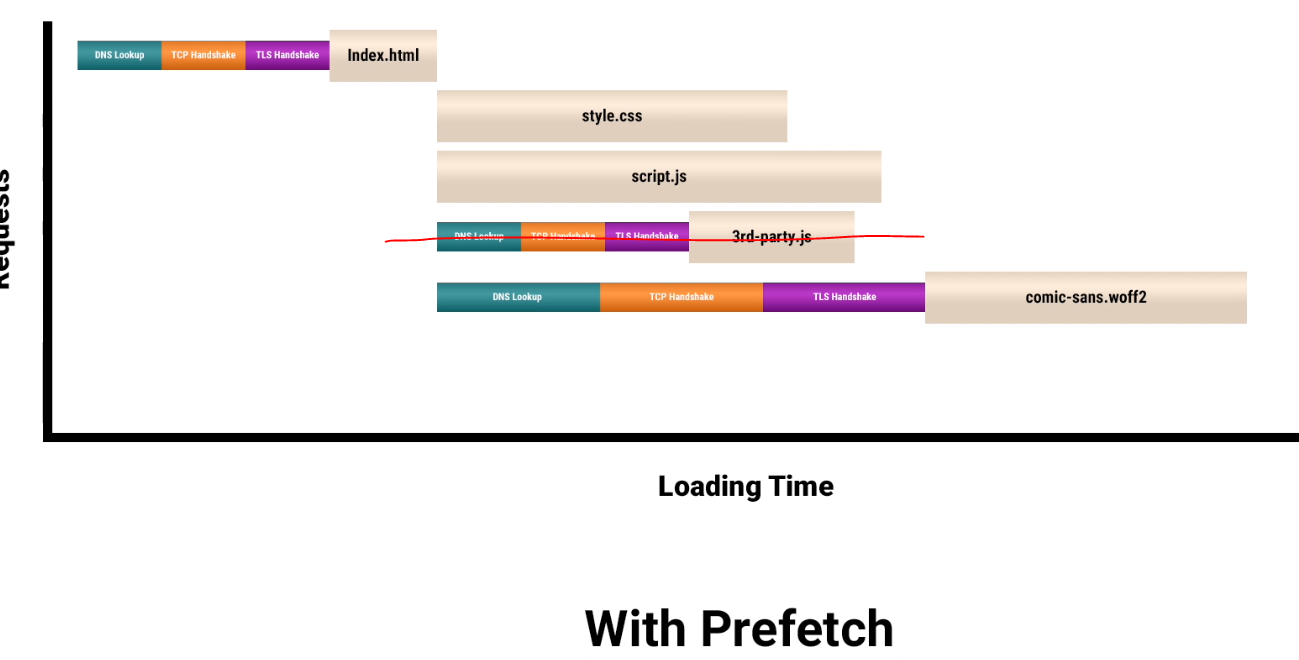 DNS Lookup TCP Handshake TLS Handshake Index.html
style.css
script.js
DNS Lookup TCP Handshake TLS Handshake 3rd-party.js
DNS Lookup TCP Handshake TLS Handshake comic-sans.woff2
Requests
Loading Time
With Prefetch